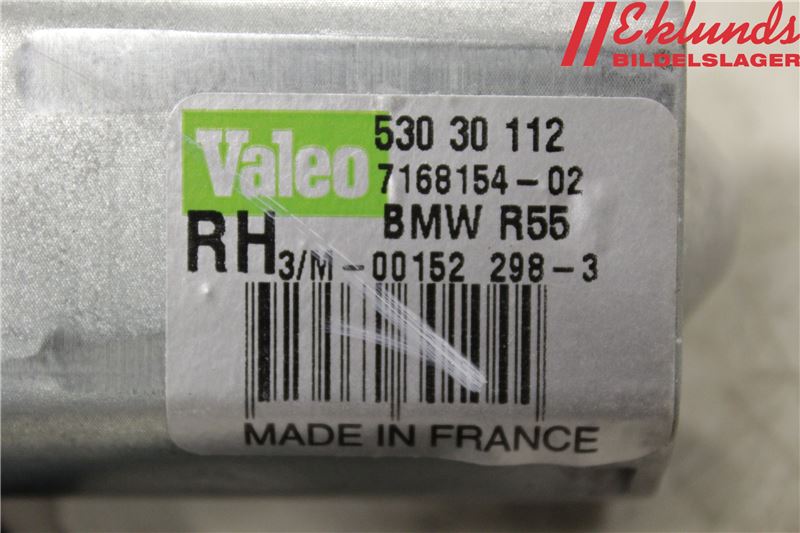 Eklunds
BILDELSLAGER
Valeo
530 30 112
7168154-02
BMW R55
RH
3/M-00152 298-3
MADE IN FRANCE